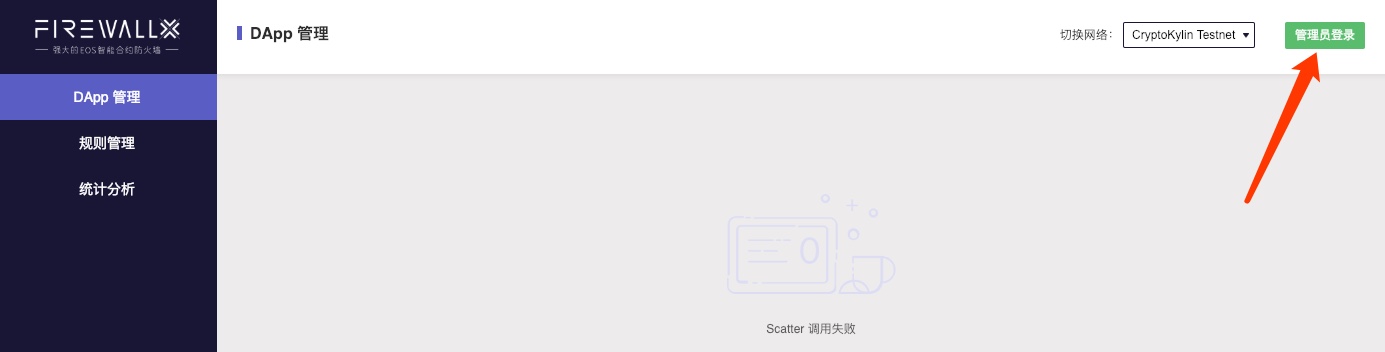 FIREWALLX
强大的EOS智能合约防火墙
DApp 管理
规则管理
统计分析
DApp 管理
切换网络：
CryptoKylin Testnet
管理员登录
0
Scatter 调用失败